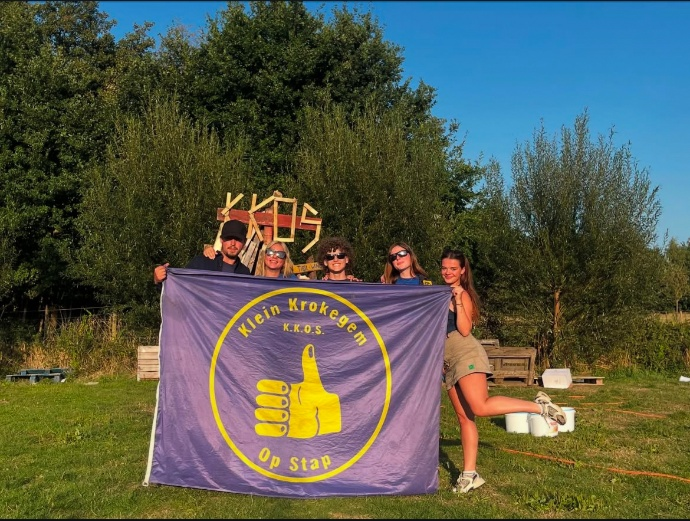 KKOS
Klein Krokegem
K.K.O.S.
Op Stap